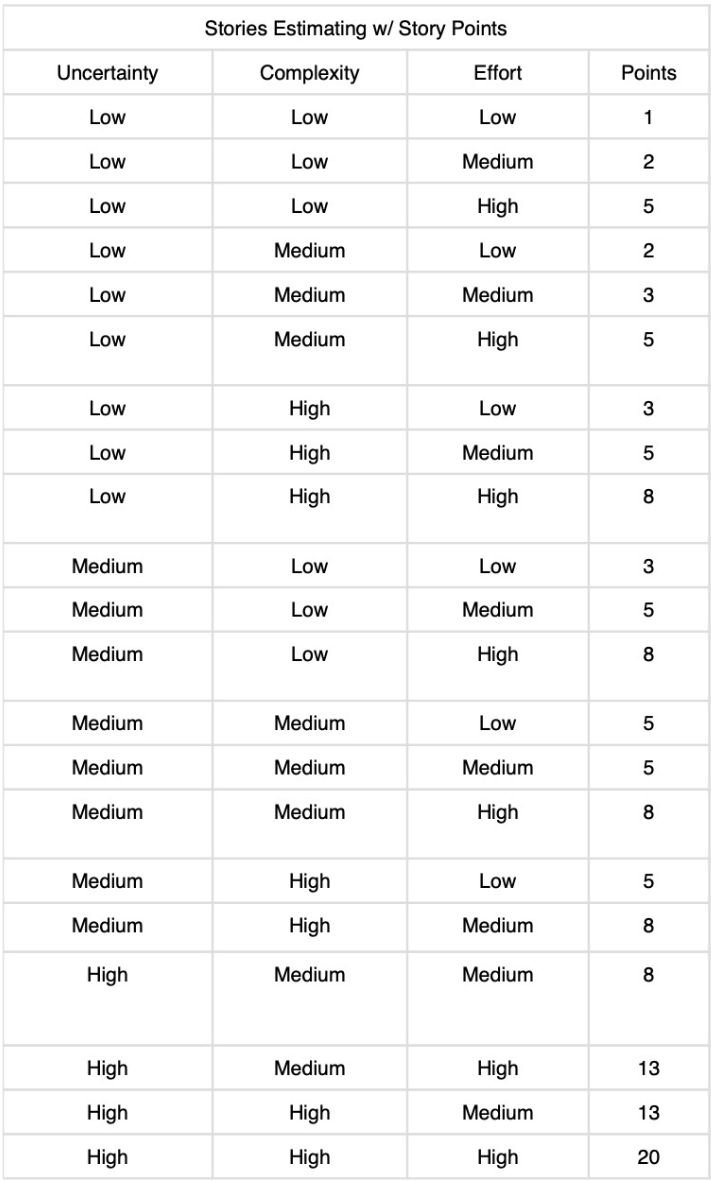 Stories Estimating w/ Story Points
Uncertainty Complexity Effort Points
Low Low Low 1
Low Low Medium 2
Low Low High 5
Low Medium Low 2
Low Medium Medium 3
Low Medium High 5
Low High Low 3
Low High Medium 5
Low High High 8
Medium Low Low 3
Medium Low Medium 5
Medium Low High 8
Medium Medium Low 5
Medium Medium Medium 5
Medium Medium High 8
Medium High Low 5
Medium High Medium 8
High Medium Medium 8
High Medium High 13
High High Medium 13
High High High 20